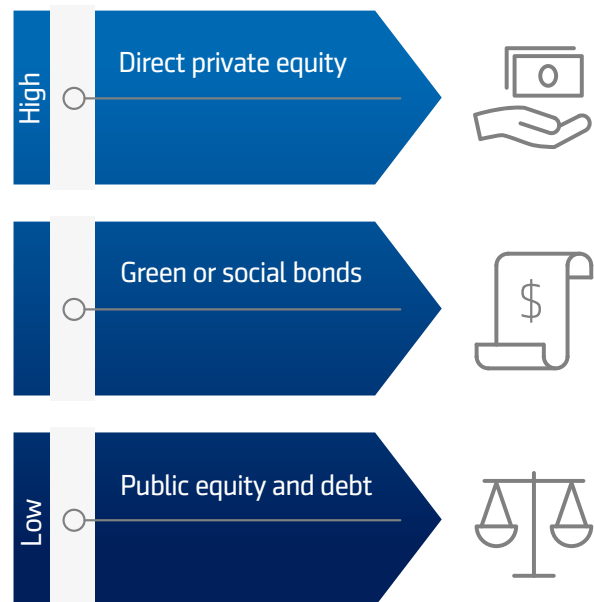 High
Direct private equity
Green or social bonds
$
Low
Public equity and debt